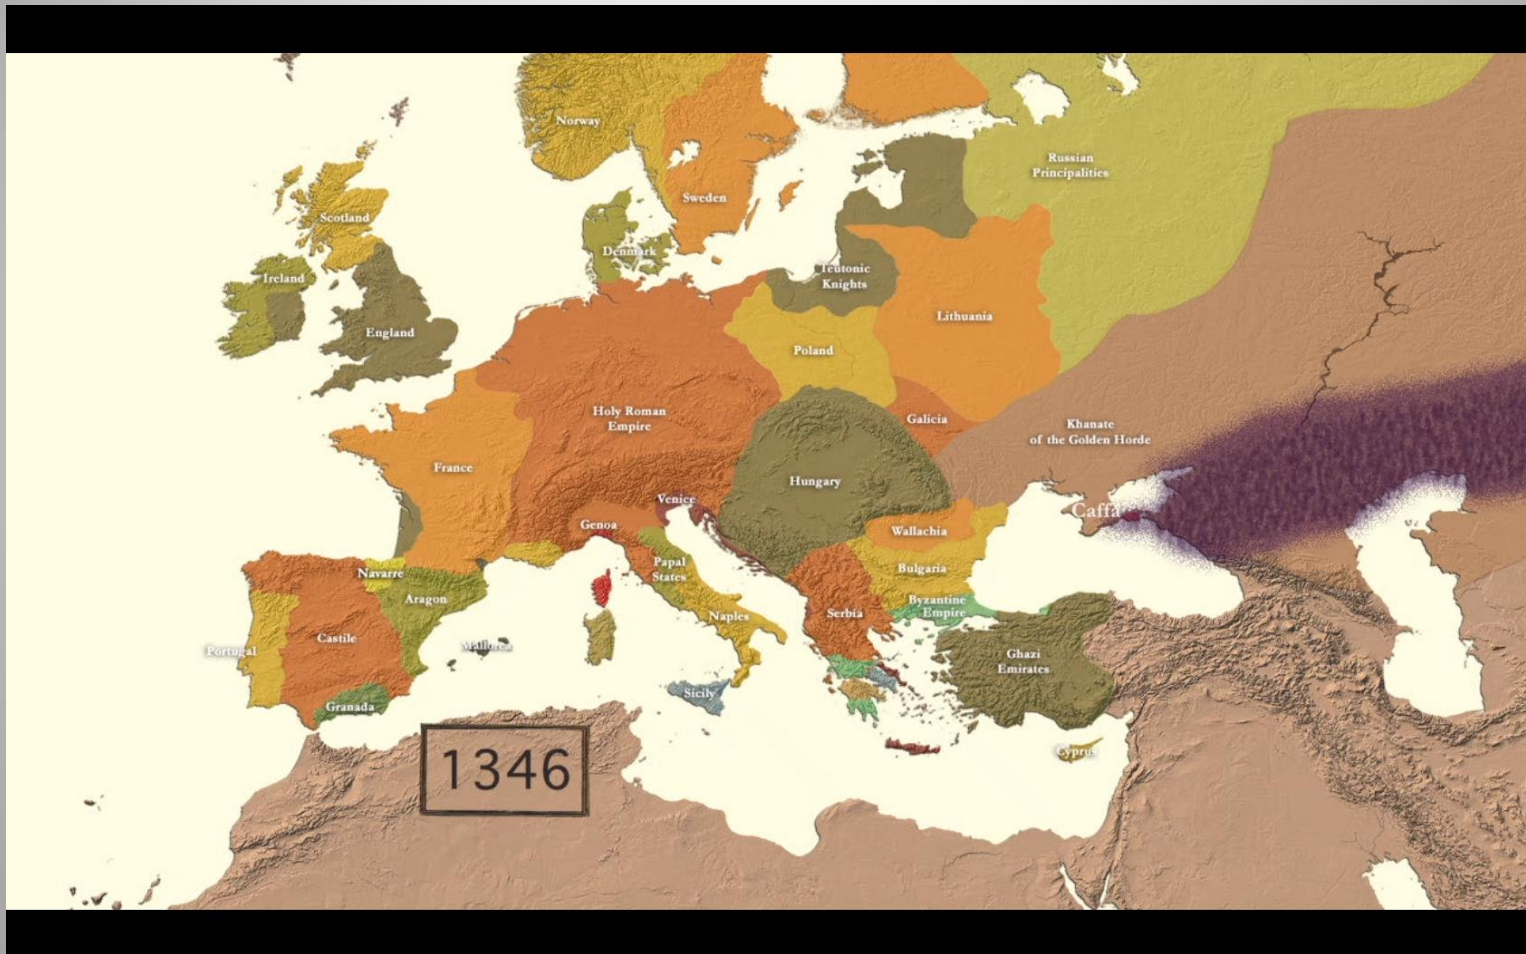 Norway
Sweden
Russian
Principalities
Scotland
Denmark
Ireland
Teutonic
Knights
England
Lithuania
Poland
Holy Roman
Empire
Galicia
Khanate
of the Golden Horde
France
Hungary
Venice
Caffa
Genoa
Wallachia
Papal
States
Bulgaria
Navarre
Aragon
Byzantine
Empire
Naples
Serbia
Castile
Mallorca
Portugal
Ghazi
Emirates
Sicily
Granada
Cyprus
1346